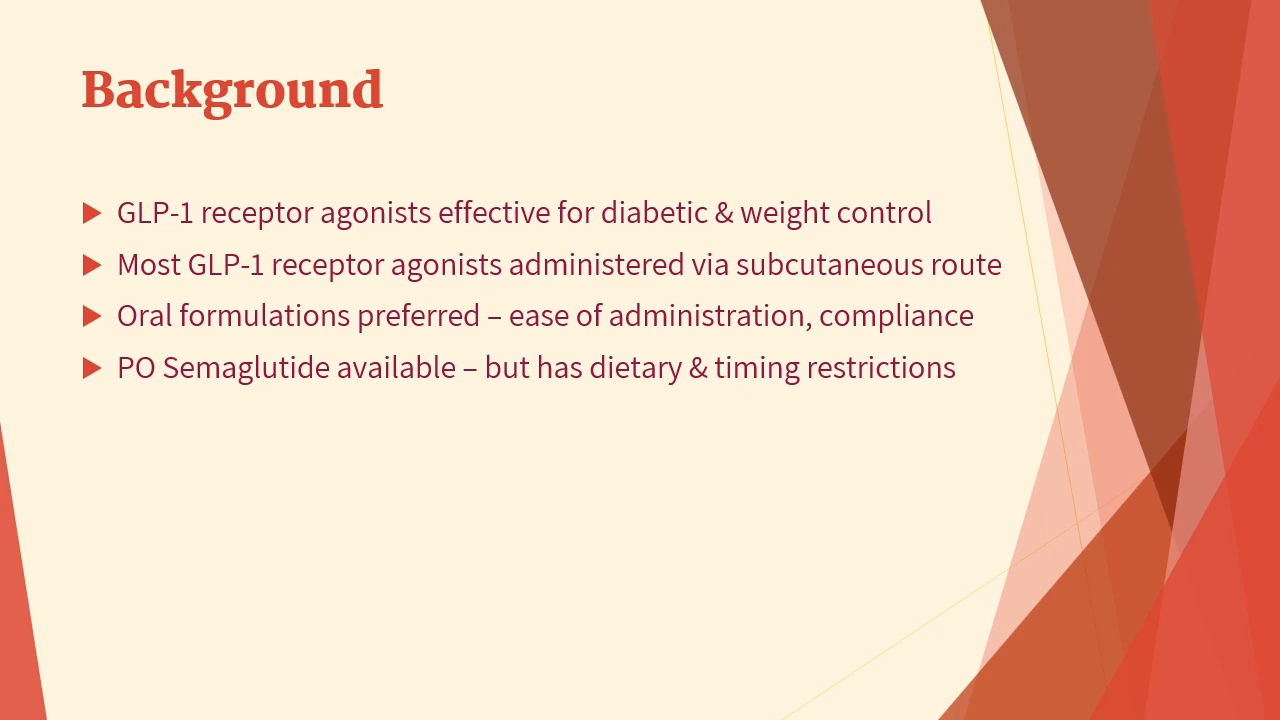 Background
GLP-1 receptor agonists effective for diabetic & weight control
Most GLP-1 receptor agonists administered via subcutaneous route
Oral formulations preferred – ease of administration, compliance
PO Semaglutide available – but has dietary & timing restrictions